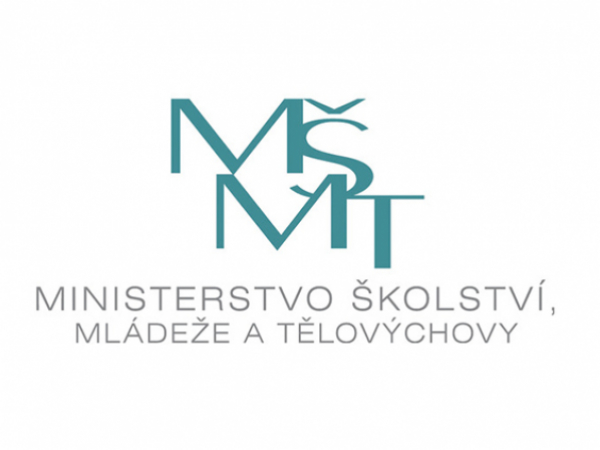 MŠ
MT
MINISTERSTVO ŠKOLSTVÍ,
MLÁDEŽE A TĚLOVÝCHOVY